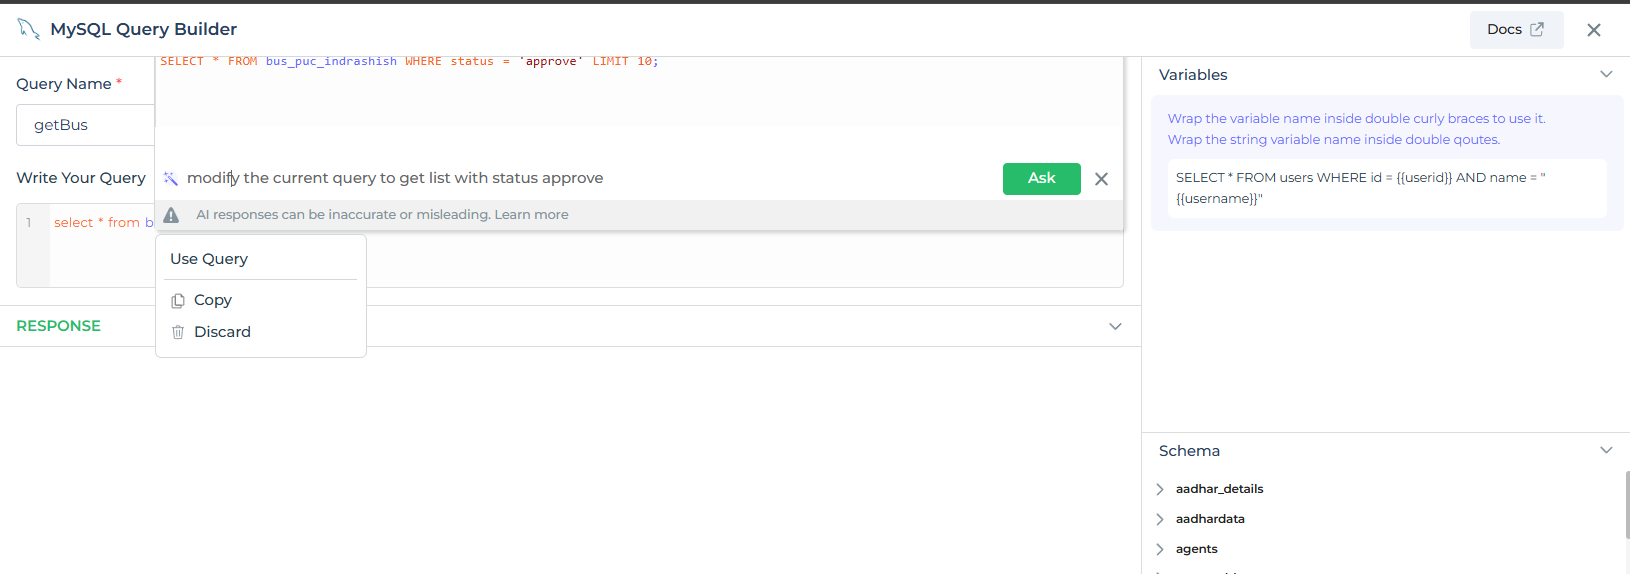 MySQL Query Builder
Docs
Query Name *
getBus
SELECT * FROM bus_puc_indrashish WHERE status = 'approve' LIMIT 10;
modify the current query to get list with status approve
Ask
AI responses can be inaccurate or misleading. Learn more
Write Your Query
1 select * from b
Use Query
Copy
Discard
RESPONSE
Variables
Wrap the variable name inside double curly braces to use it.
Wrap the string variable name inside double qoutes.
SELECT * FROM users WHERE id = {{userid}} AND name = "
{{username}}"
Schema
aadhar_details
aadhardata
agents